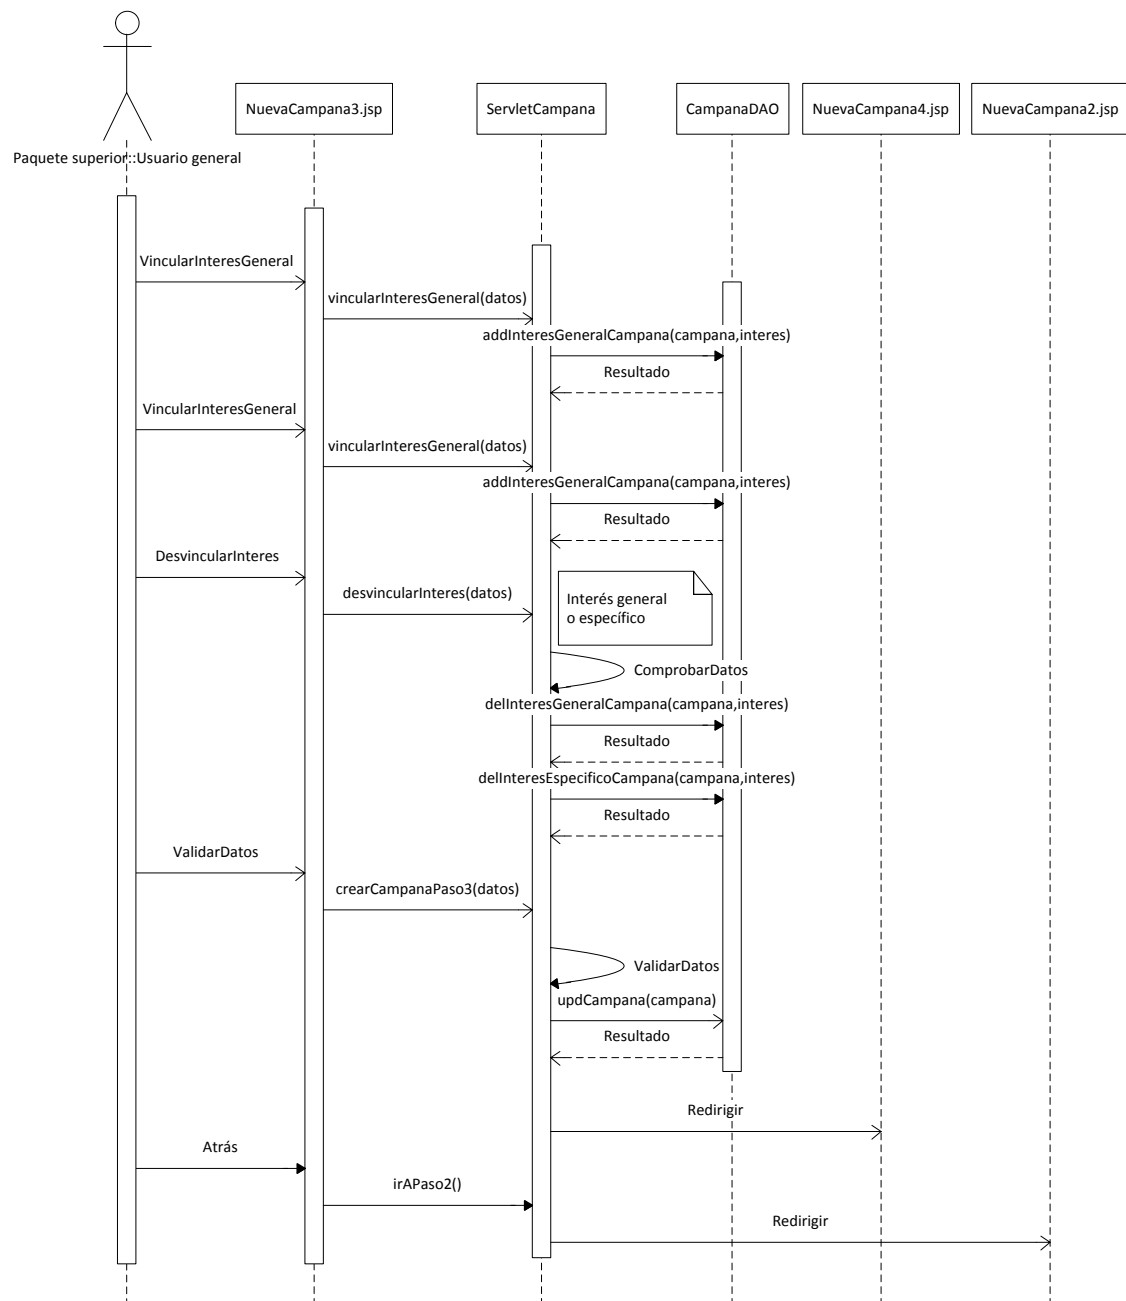 NuevaCampana3.jsp
ServletCampana
CampanaDAO
NuevaCampana4.jsp
NuevaCampana2.jsp
Paquete superior::Usuario general
VincularInteresGeneral
vincularInteresGeneral(datos)
addInteresGeneralCampana(campana,interes)
Resultado
VincularInteresGeneral
vincularInteresGeneral(datos)
addInteresGeneralCampana(campana,interes)
Resultado
DesvincularInteres
desvincularInteres(datos)
Interés general
o específico
ComprobarDatos
delInteresGeneralCampana(campana,interes)
Resultado
delInteresEspecificoCampana(campana,interes)
Resultado
ValidarDatos
crearCampanaPaso3(datos)
ValidarDatos
updCampana(campana)
Resultado
Redirigir
Atrás
irAPaso2()
Redirigir